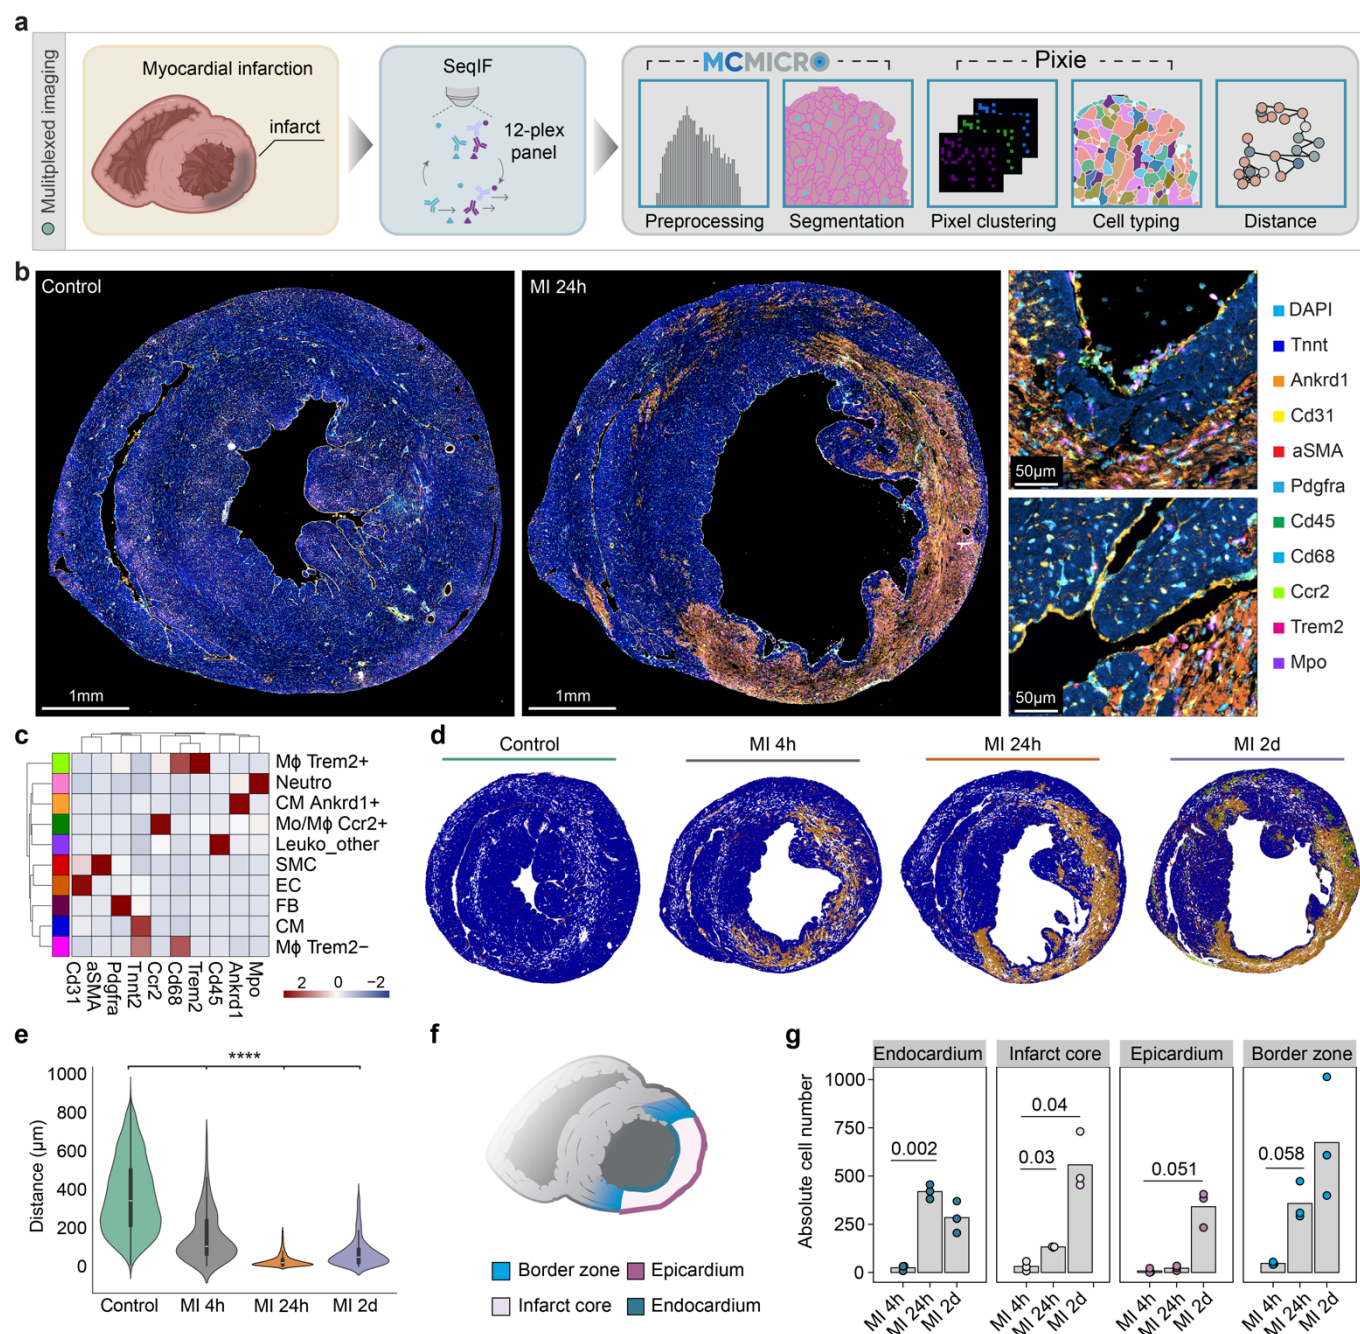 a
Mulitplexed imaging
Myocardial infarction
infarct
SeqIF
12-plex
panel
MCMICRO
Pixie
Preprocessing
Segmentation
Pixel clustering
Cell typing
Distance
b
Control
1mm
MI 24h
1mm
50µm
50µm
DAPI
Tnnt
Ankrd1
Cd31
aSMA
Pdgfra
Cd45
Cd68
Ccr2
Trem2
Mpo
c
Mϕ Trem2+
Neutro
CM Ankrd1+
Mo/Mϕ Ccr2+
Leuko_other
SMC
EC
FB
CM
Mϕ Trem2−
Cd31
aSMA
Pdgfra
Tnnt2
Ccr2
Cd68
Trem2
Cd45
Ankrd1
Mpo
2 0 −2
d
Control
MI 4h
MI 24h
MI 2d
e
****
Distance (µm)
1000
800
600
400
200
0
Control
MI 4h
MI 24h
MI 2d
f
Border zone
Epicardium
Infarct core
Endocardium
g
Endocardium
Infarct core
Epicardium
Border zone
Absolute cell number
1000
750
500
250
0
0.002
0.04
0.03
0.051
0.058
MI 4h
MI 24h
MI 2d
MI 4h
MI 24h
MI 2d
MI 4h
MI 24h
MI 2d
MI 4h
MI 24h
MI 2d